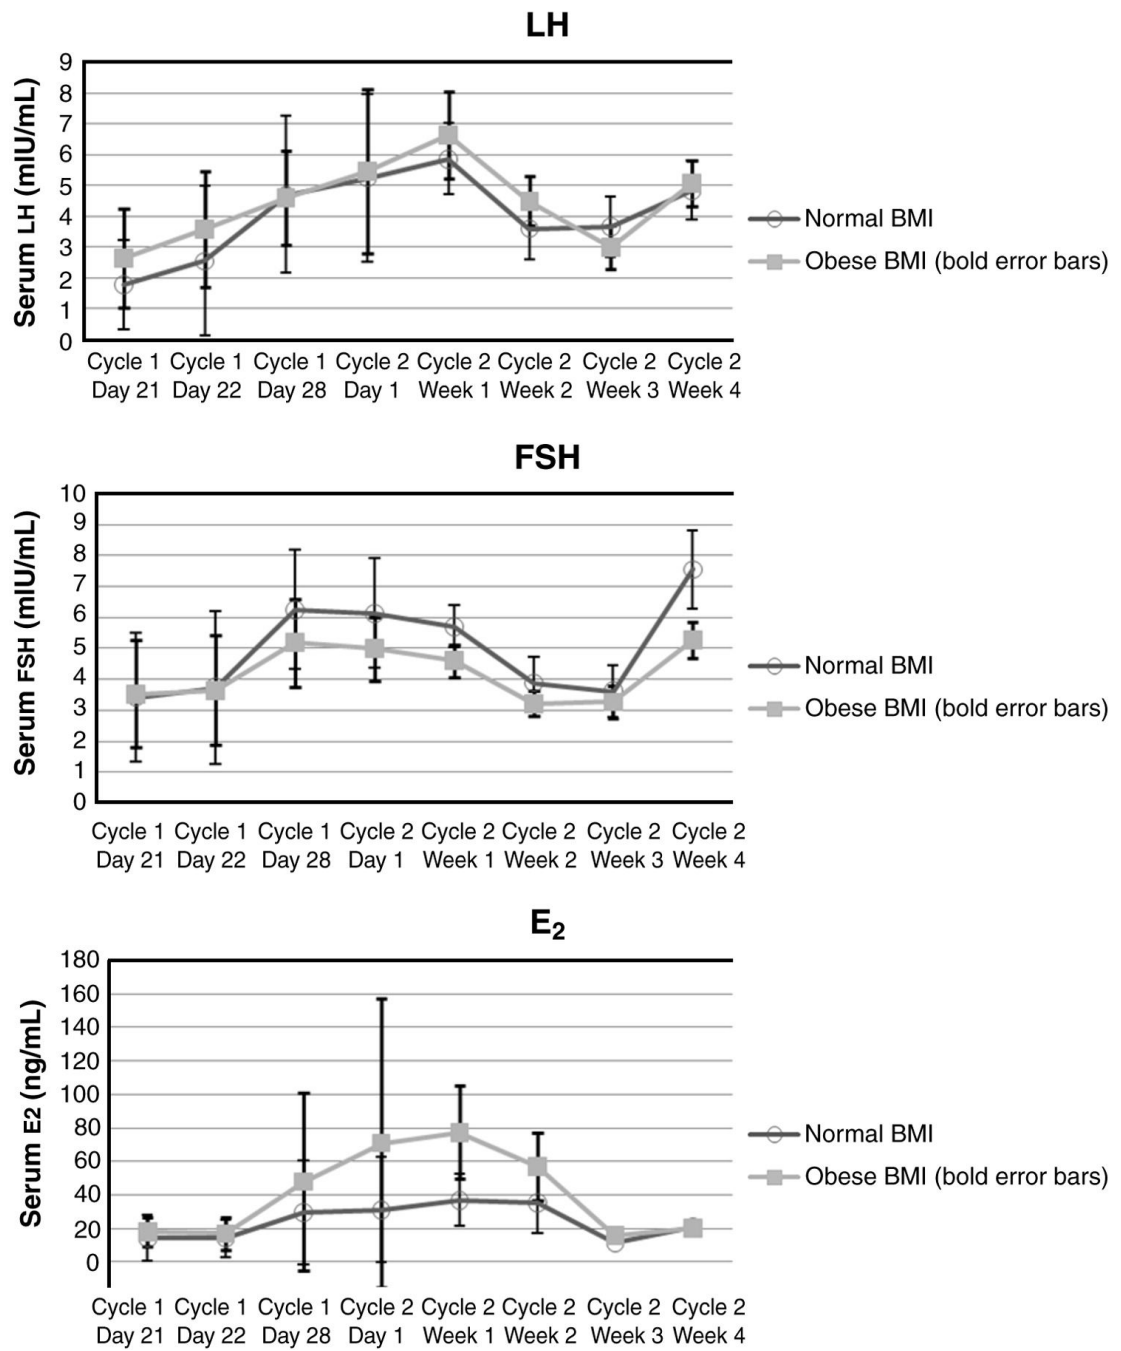 LH
Serum LH (mIU/mL)
9
8
7
6
5
4
3
2
1
0
Cycle 1 Cycle 1 Cycle 1 Cycle 2 Cycle 2 Cycle 2 Cycle 2 Cycle 2
Day 21 Day 22 Day 28 Day 1 Week 1 Week 2 Week 3 Week 4
Normal BMI
Obese BMI (bold error bars)
FSH
Serum FSH (mIU/mL)
10
9
8
7
6
5
4
3
2
1
0
Cycle 1 Cycle 1 Cycle 1 Cycle 2 Cycle 2 Cycle 2 Cycle 2 Cycle 2
Day 21 Day 22 Day 28 Day 1 Week 1 Week 2 Week 3 Week 4
Normal BMI
Obese BMI (bold error bars)
E2
Serum E2 (ng/mL)
180
160
140
120
100
80
60
40
20
0
Cycle 1 Cycle 1 Cycle 1 Cycle 2 Cycle 2 Cycle 2 Cycle 2 Cycle 2
Day 21 Day 22 Day 28 Day 1 Week 1 Week 2 Week 3 Week 4
Normal BMI
Obese BMI (bold error bars)